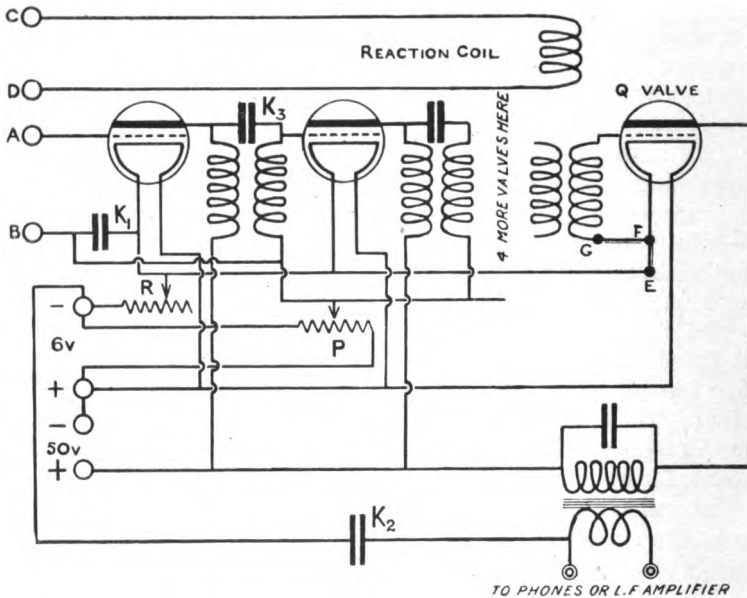 C
REACTION COIL
D
Q VALVE
A
K3
4 MORE VALVES HERE
B
K1
G
F
E
R
-
6v
P
+
-
50v
+
K2
TO PHONES OR L.F AMPLIFIER